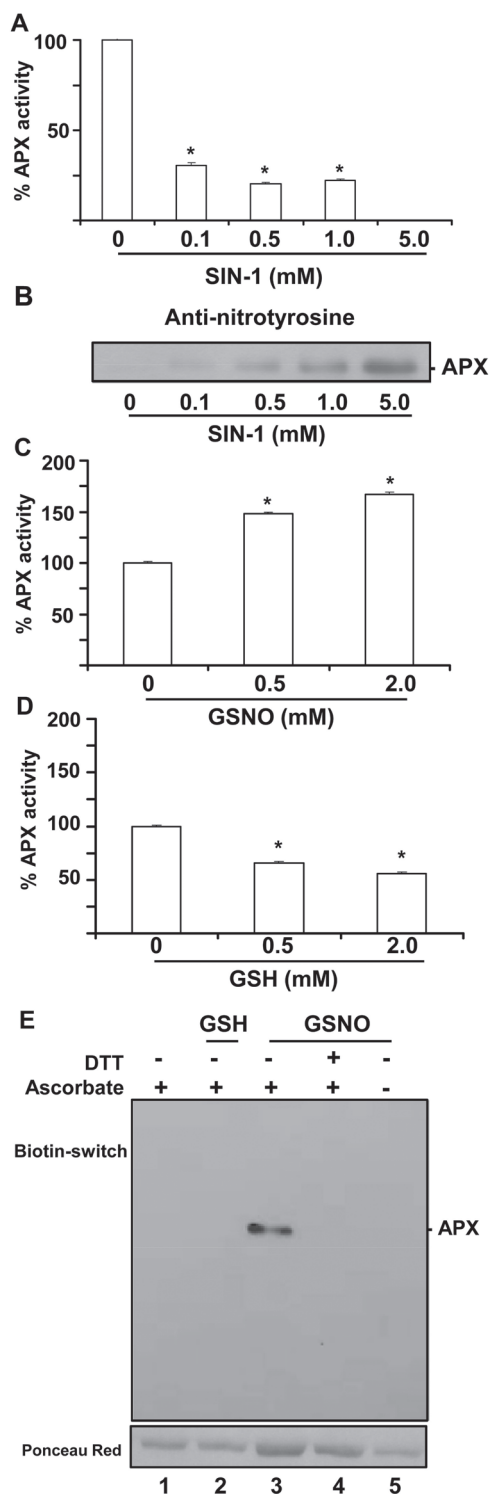 A
% APX activity
100
50
* * *
0 0.1 0.5 1.0 5.0
SIN-1 (mM)
B
Anti-nitrotyrosine
- APX
0 0.1 0.5 1.0 5.0
SIN-1 (mM)
C
% APX activity
200
150
100
50
* *
0 0.5 2.0
GSNO (mM)
D
% APX activity
200
150
100
50
* *
0 0.5 2.0
GSH (mM)
E
GSH GSNO
DTT - - - + -
Ascorbate + + + + -
Biotin-switch
- APX
Ponceau Red
1 2 3 4 5